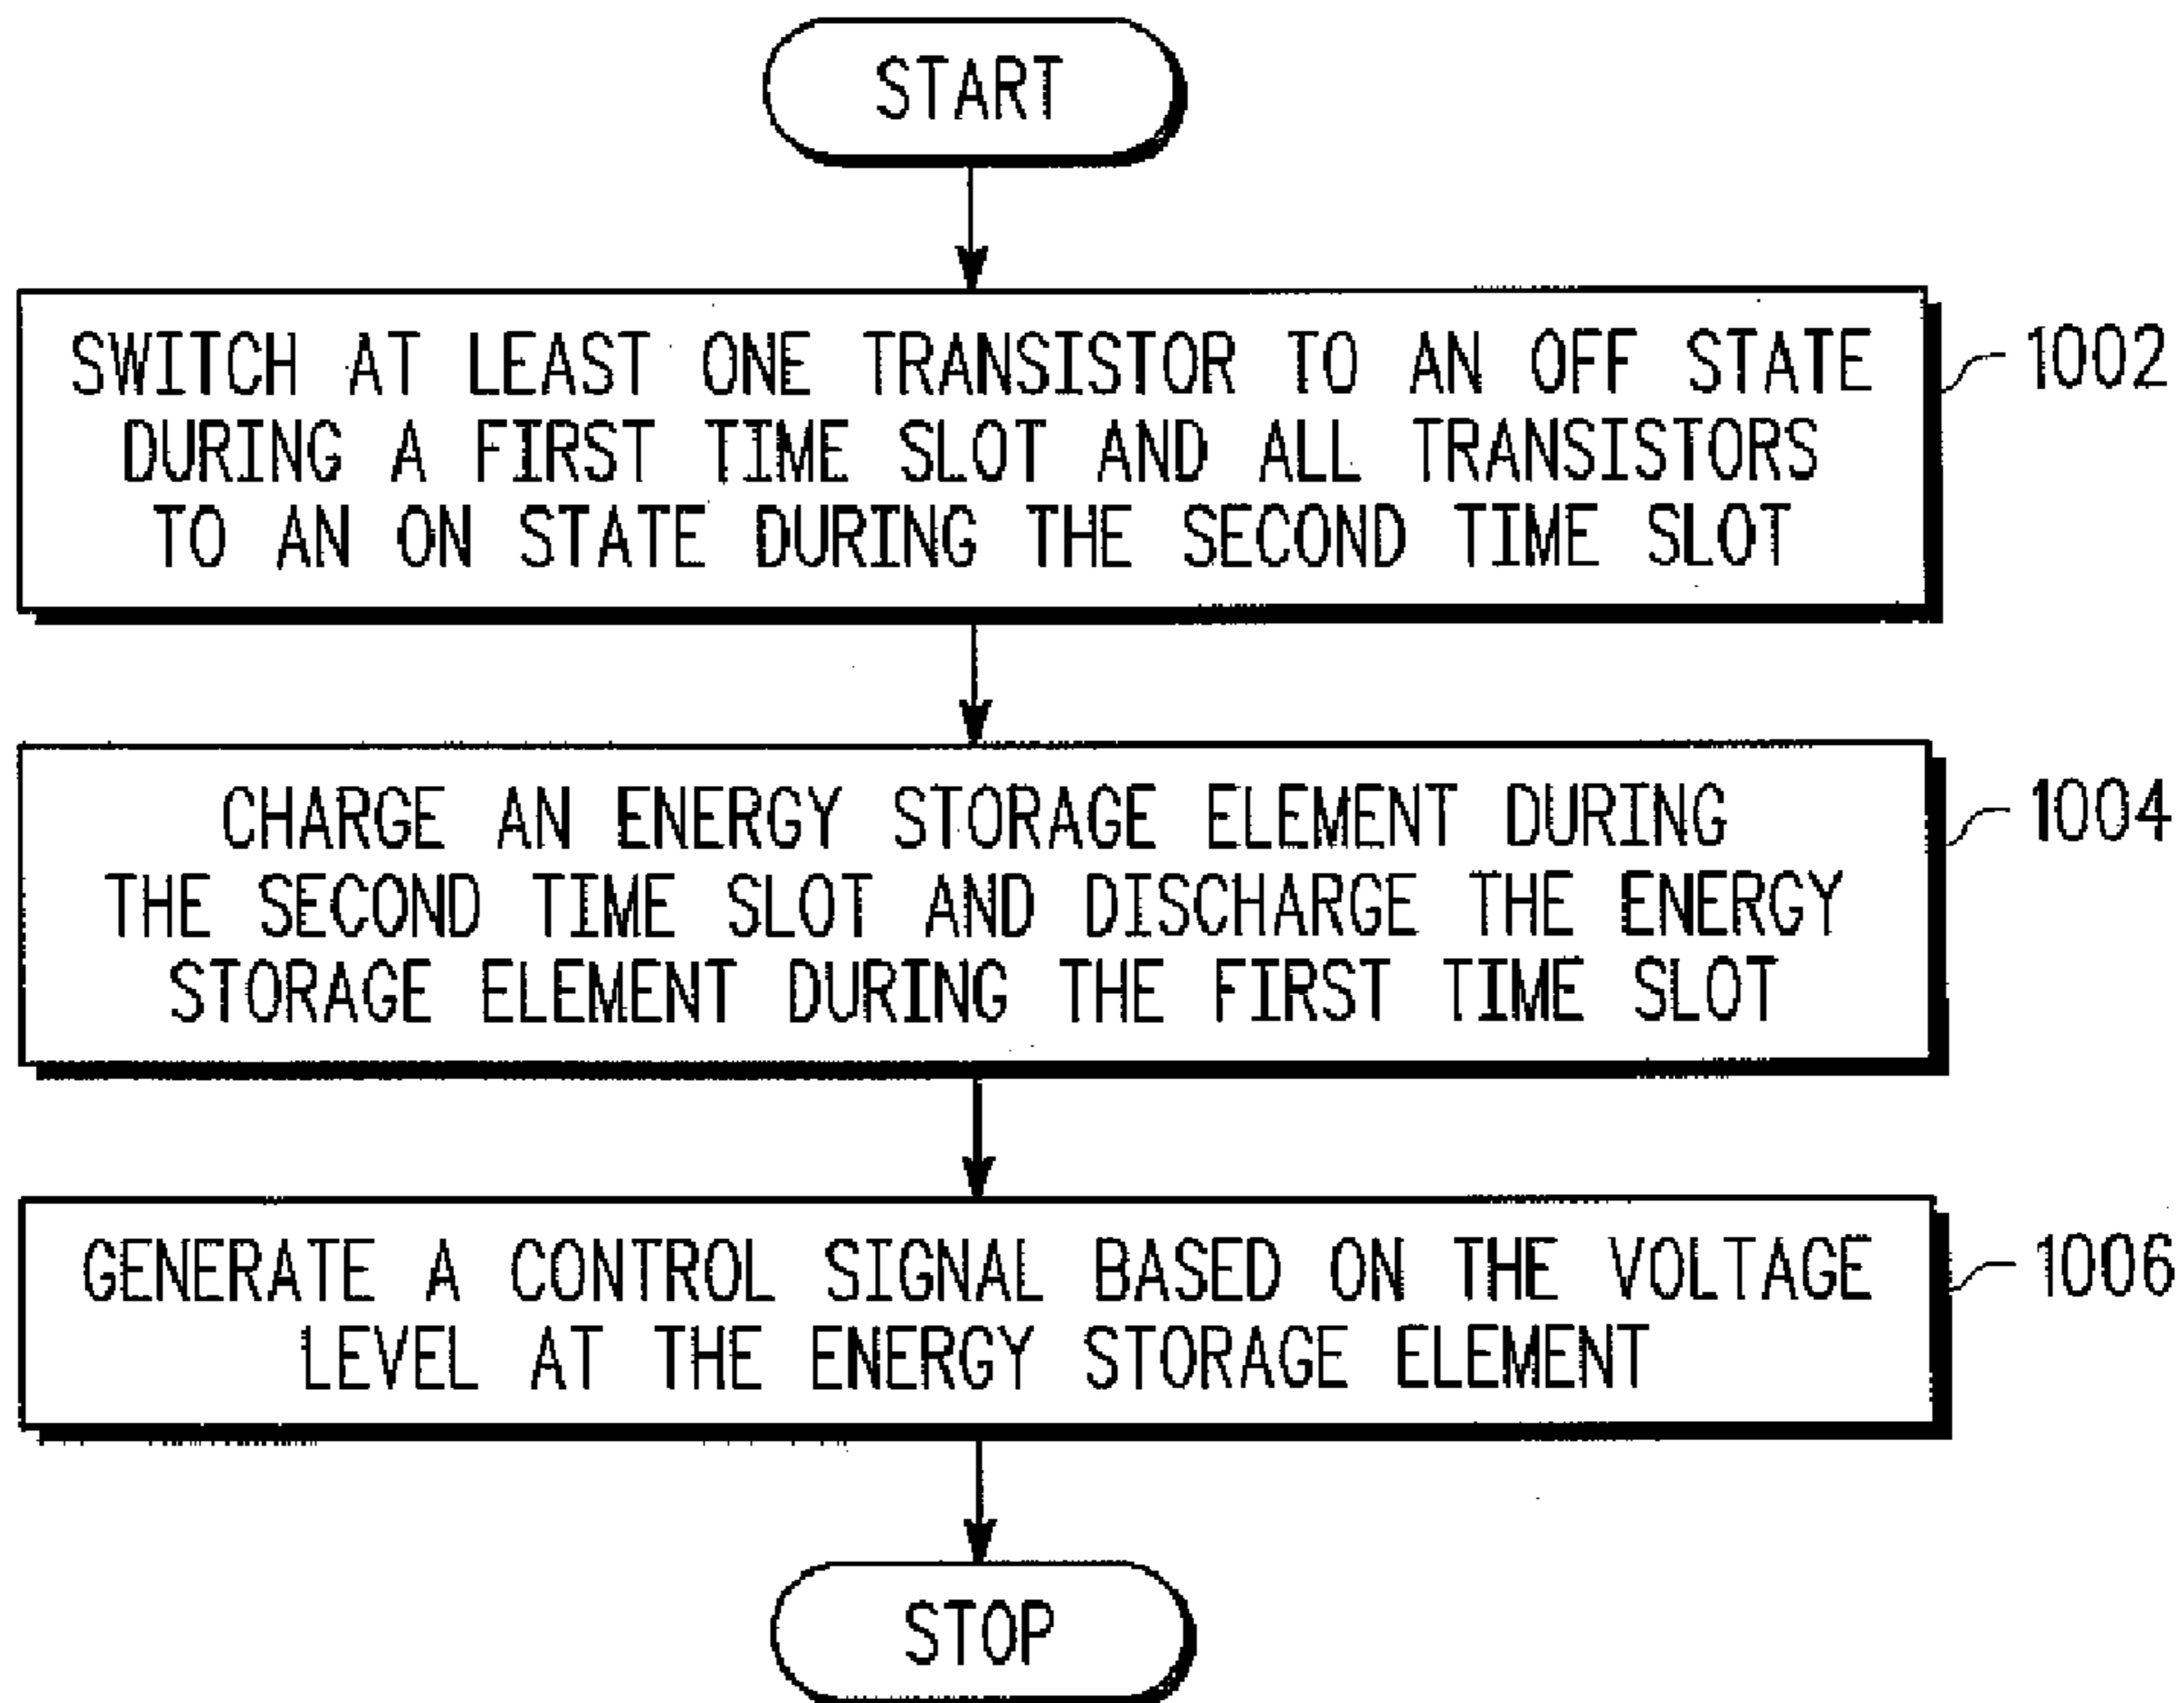 START
SWITCH AT LEAST ONE TRANSISTOR TO AN OFF STATE
DURING A FIRST TIME SLOT AND ALL TRANSISTORS
TO AN ON STATE DURING THE SECOND TIME SLOT
1002
CHARGE AN ENERGY STORAGE ELEMENT DURING
THE SECOND TIME SLOT AND DISCHARGE THE ENERGY
STORAGE ELEMENT DURING THE FIRST TIME SLOT
1004
GENERATE A CONTROL SIGNAL BASED ON THE VOLTAGE
LEVEL AT THE ENERGY STORAGE ELEMENT
1006
STOP